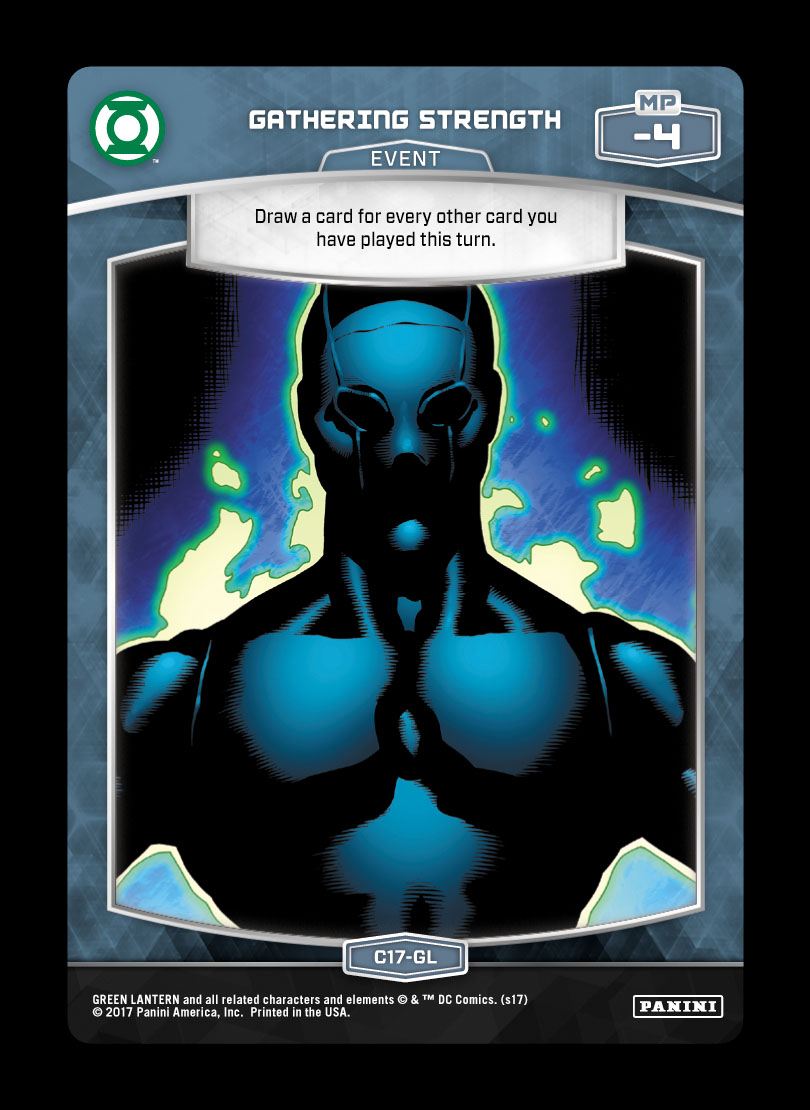 GATHERING STRENGTH
MP
-4
EVENT
Draw a card for every other card you
have played this turn.
C17-GL
GREEN LANTERN and all related characters and elements © & ™ DC Comics. (s17)
© 2017 Panini America, Inc. Printed in the USA.
PANINI
™